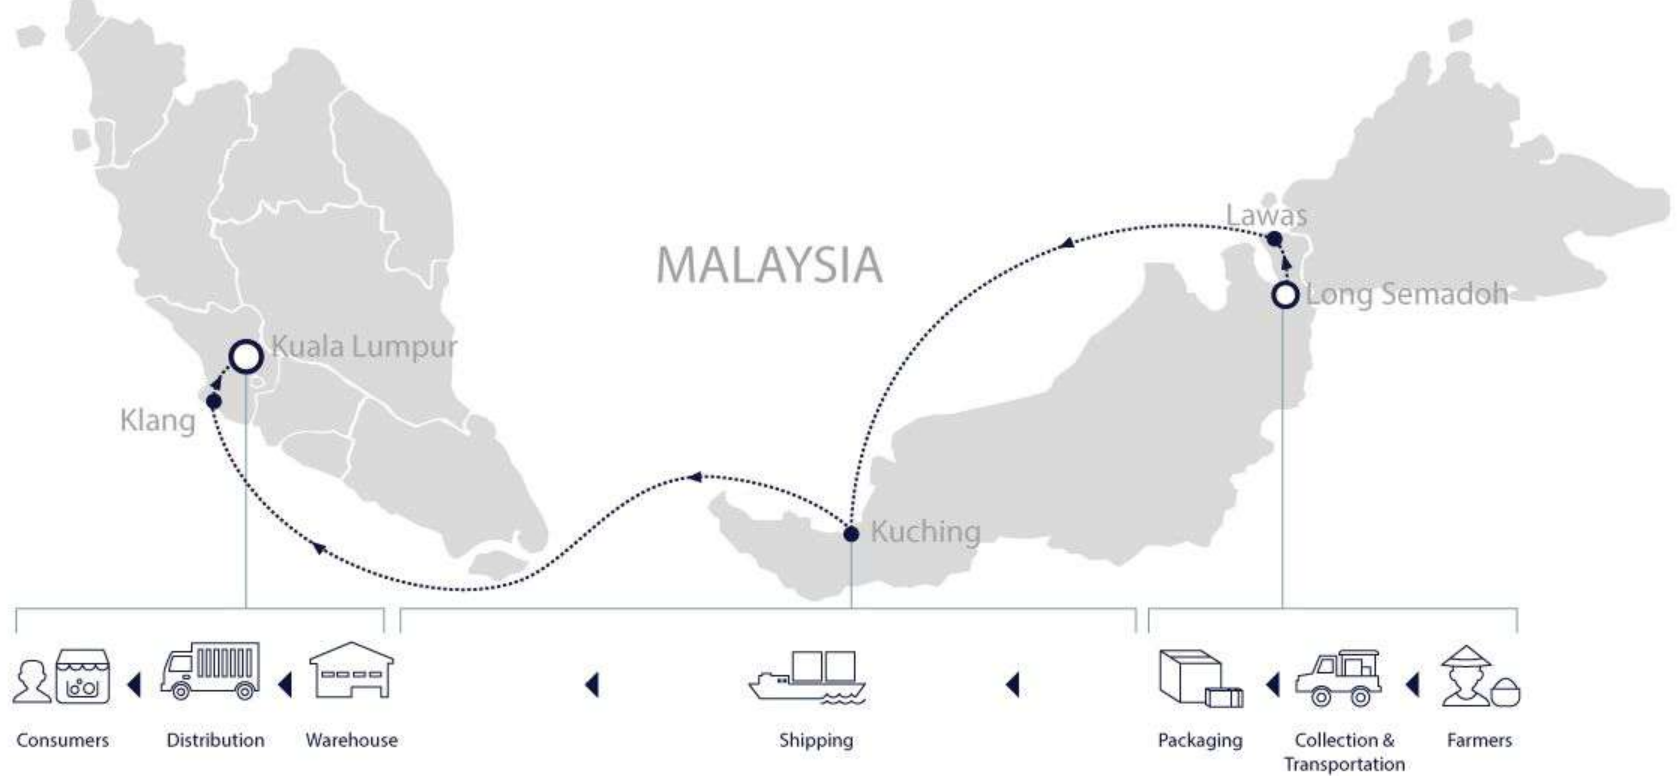 MALAYSIA
Lawas
Long Semadoh
Kuala Lumpur
Klang
Kuching
Consumers
Distribution
Warehouse
Shipping
Packaging
Collection &
Transportation
Farmers